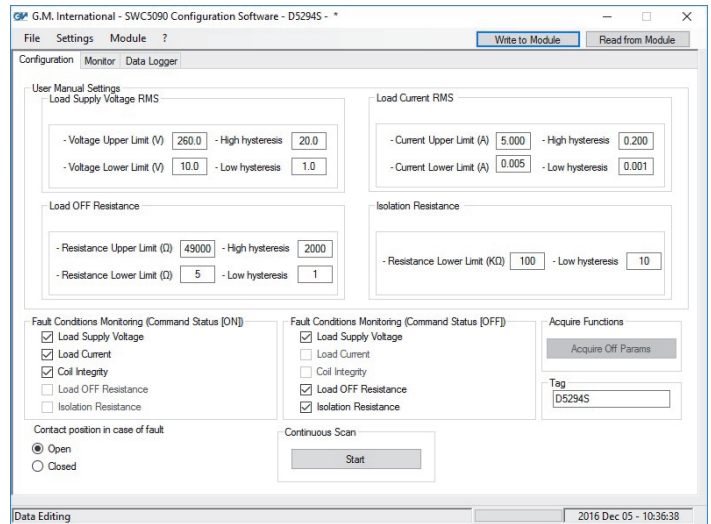 GM G.M. International - SWC5090 Configuration Software - D5294S - *
File Settings Module ? Write to Module Read from Module
Configuration Monitor Data Logger
User Manual Settings
Load Supply Voltage RMS
- Voltage Upper Limit (V) 260.0 - High hysteresis 20.0
- Voltage Lower Limit (V) 10.0 - Low hysteresis 1.0
Load Current RMS
- Current Upper Limit (A) 5.000 - High hysteresis 0.200
- Current Lower Limit (A) 0.005 - Low hysteresis 0.001
Load OFF Resistance
- Resistance Upper Limit (Ω) 49000 - High hysteresis 2000
- Resistance Lower Limit (Ω) 5 - Low hysteresis 1
Isolation Resistance
- Resistance Lower Limit (KΩ) 100 - Low hysteresis 10
Fault Conditions Monitoring (Command Status [ON])
Load Supply Voltage
Load Current
Coil Integrity
Load OFF Resistance
Isolation Resistance
Fault Conditions Monitoring (Command Status [OFF])
Load Supply Voltage
Load Current
Coil Integrity
Load OFF Resistance
Isolation Resistance
Acquire Functions
Acquire Off Params
Tag
D5294S
Contact position in case of fault
Open
Closed
Continuous Scan
Start
Data Editing 2016 Dec 05 - 10:36:38